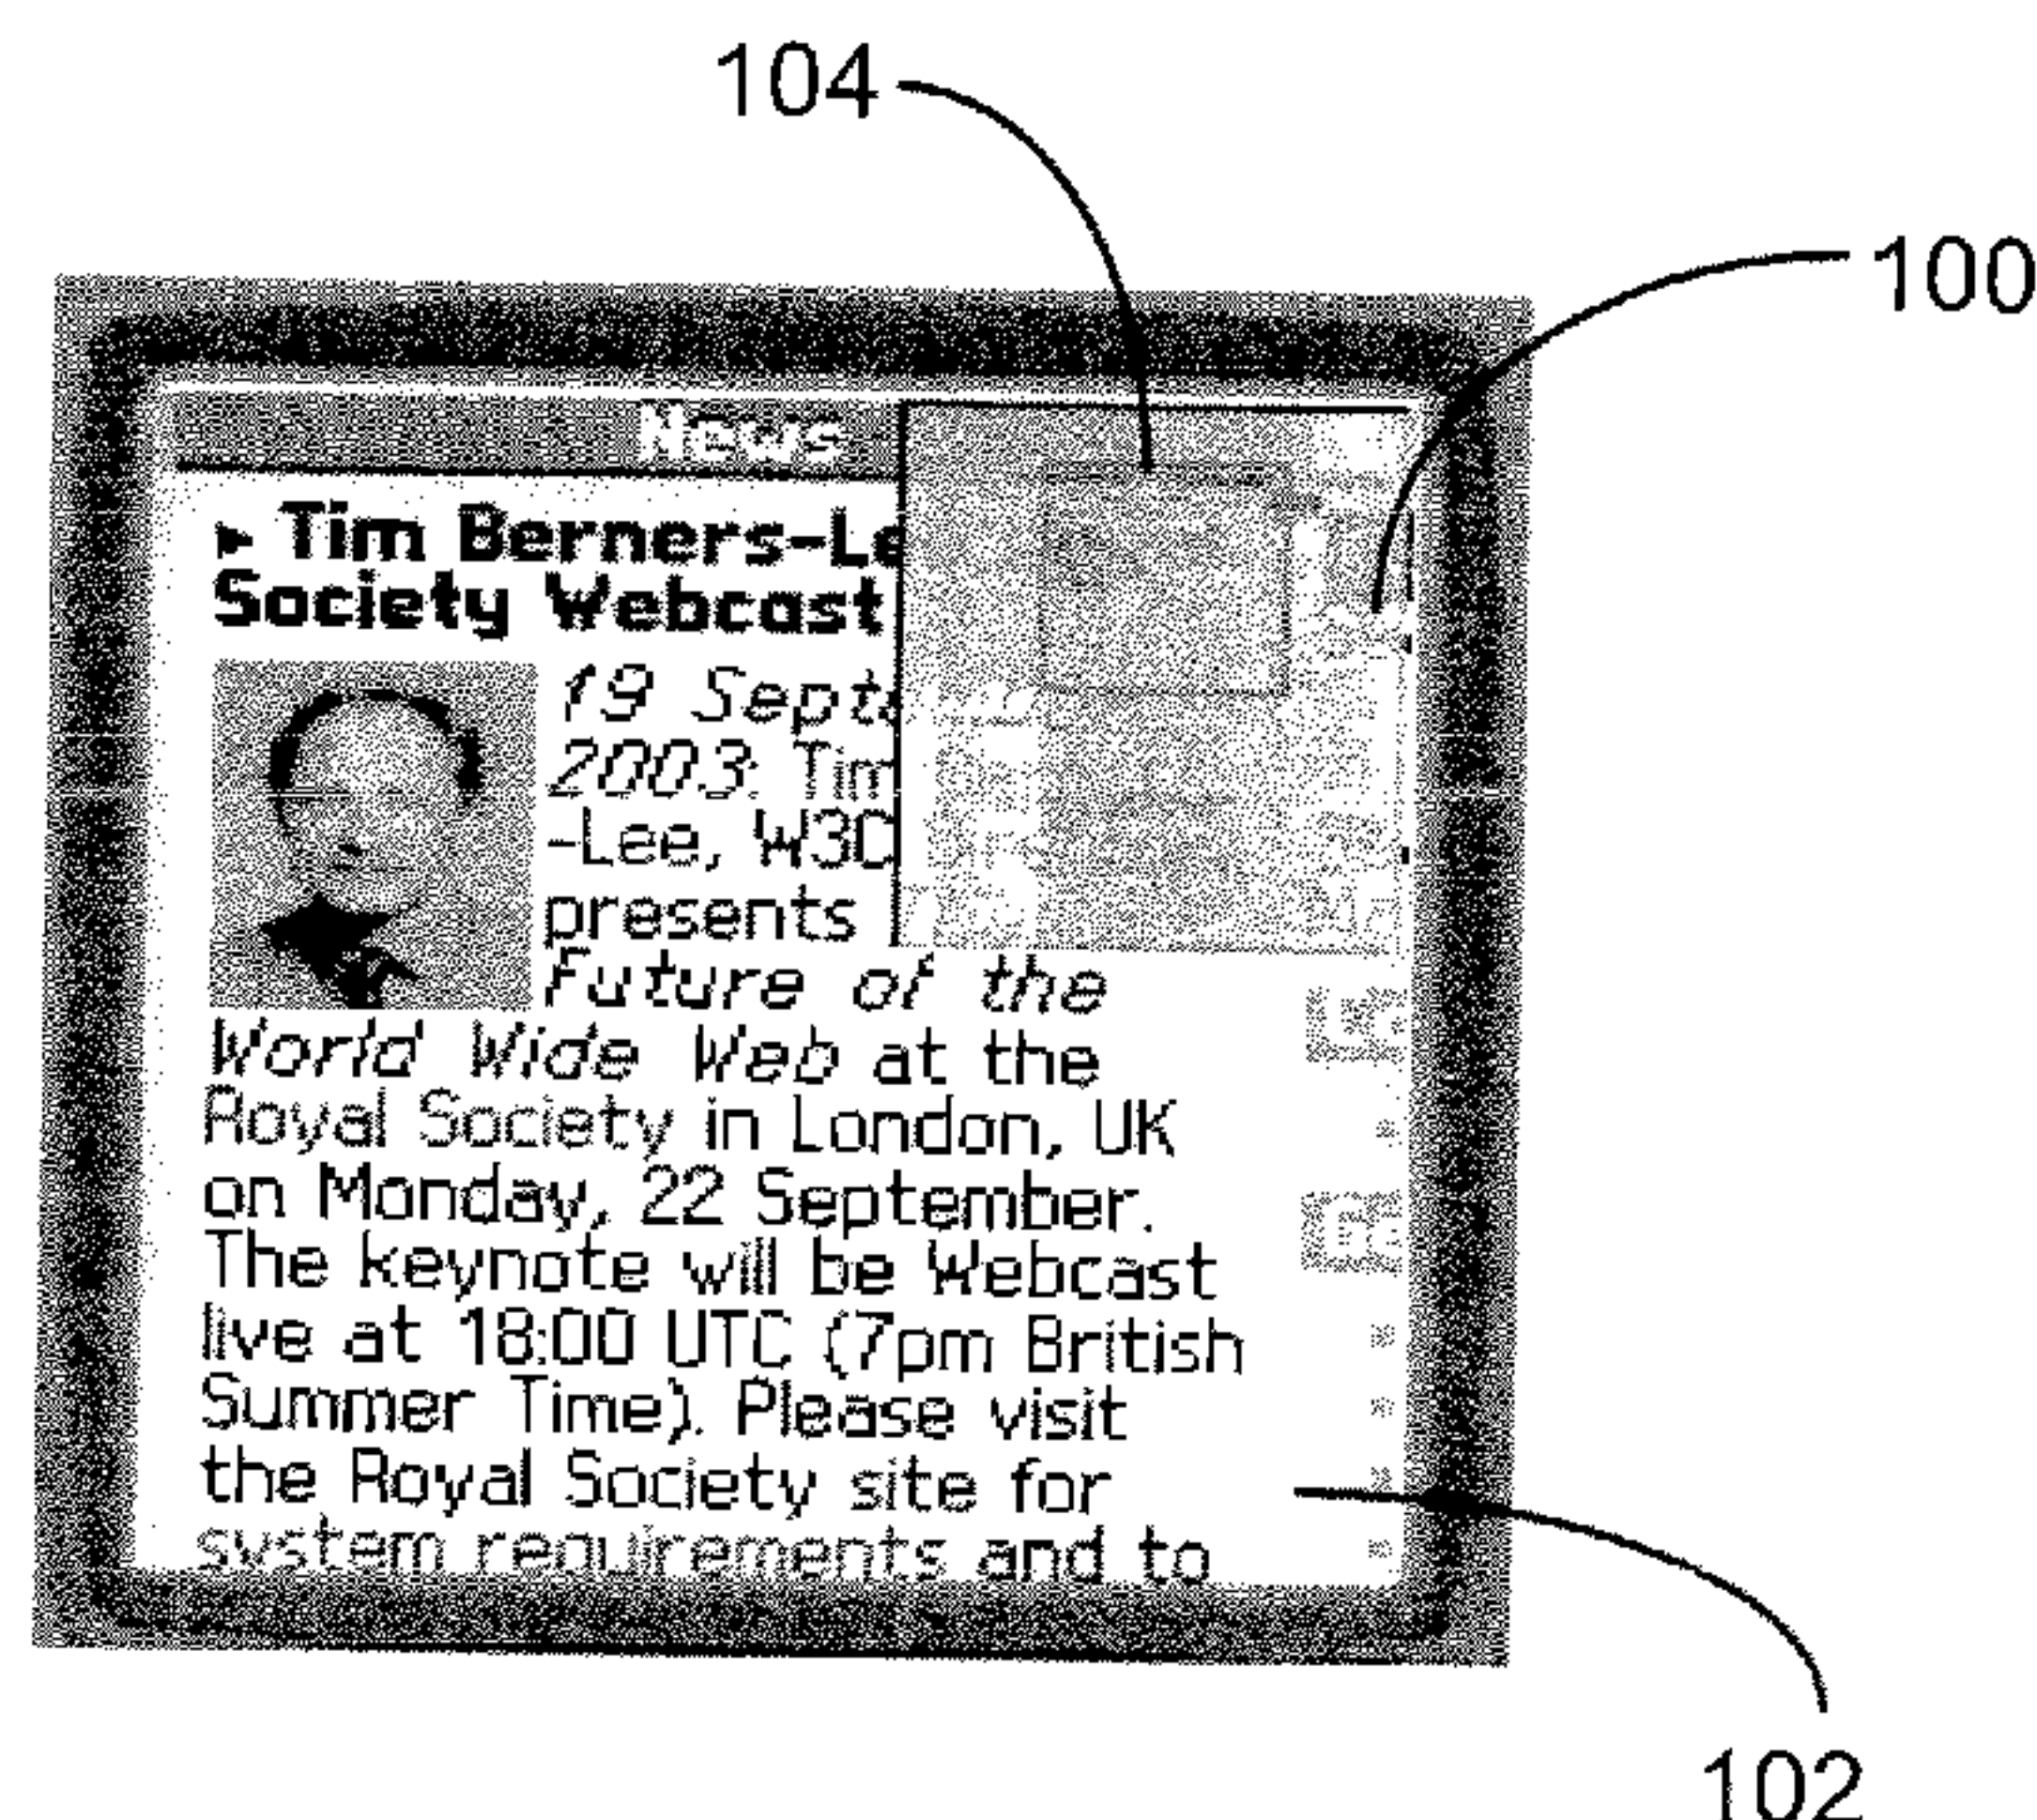 104
100
News
▸ Tim Berners-Le
Society Webcast
19 Septe
2003: Tim
-Lee, W3C
presents
Future of the
World Wide Web at the
Royal Society in London, UK
on Monday, 22 September.
The keynote will be Webcast
live at 18:00 UTC (7pm British
Summer Time). Please visit
the Royal Society site for
system requirements and to
102